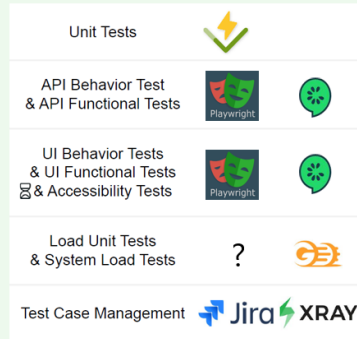 Unit Tests
API Behavior Test
& API Functional Tests
Playwright
UI Behavior Tests
& UI Functional Tests
& Accessibility Tests
Playwright
Load Unit Tests
& System Load Tests
?
Test Case Management
Jira
XRAY